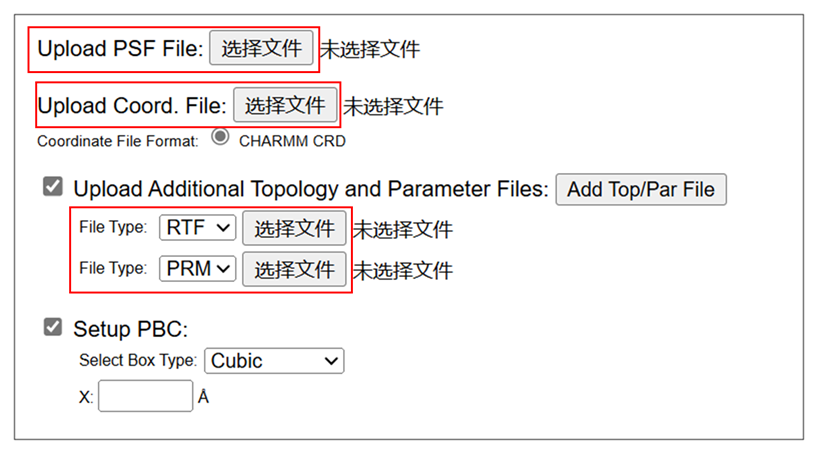 Upload PSF File: 选择文件 未选择文件
Upload Coord. File: 选择文件 未选择文件
Coordinate File Format: CHARMM CRD
Upload Additional Topology and Parameter Files: Add Top/Par File
File Type: RTF 选择文件 未选择文件
File Type: PRM 选择文件 未选择文件
Setup PBC:
Select Box Type: Cubic
X: Å